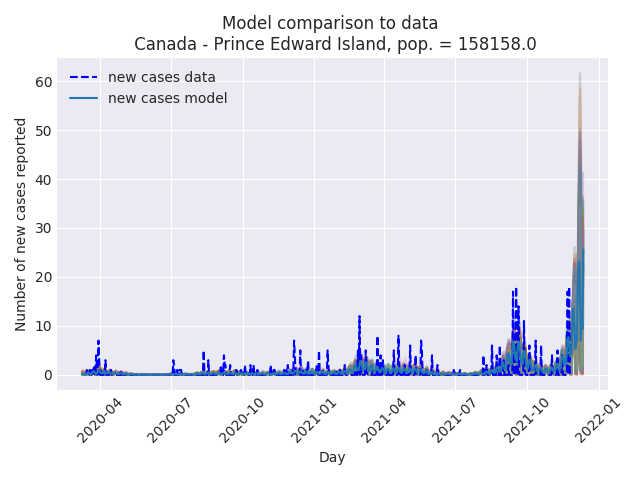 Model comparison to data
Canada - Prince Edward Island, pop. = 158158.0
new cases data
new cases model
Number of new cases reported
60
50
40
30
20
10
0
2020-04
2020-07
2020-10
2021-01
2021-04
2021-07
2021-10
2022-01
Day